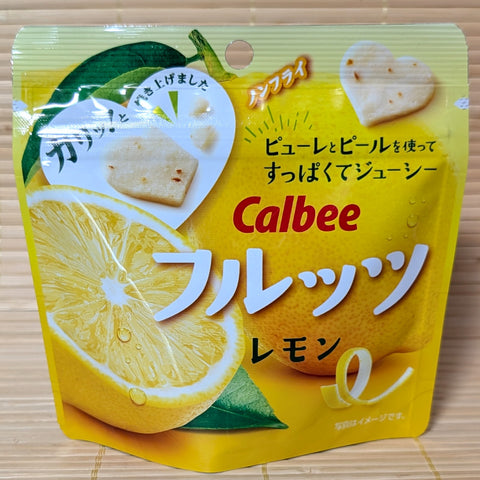 カリッ!と
焼き上げました
ノンフライ
ピューレとピールを使って
すっぱくてジューシー
Calbee
フルッツ
レモン
写真はイメージです。